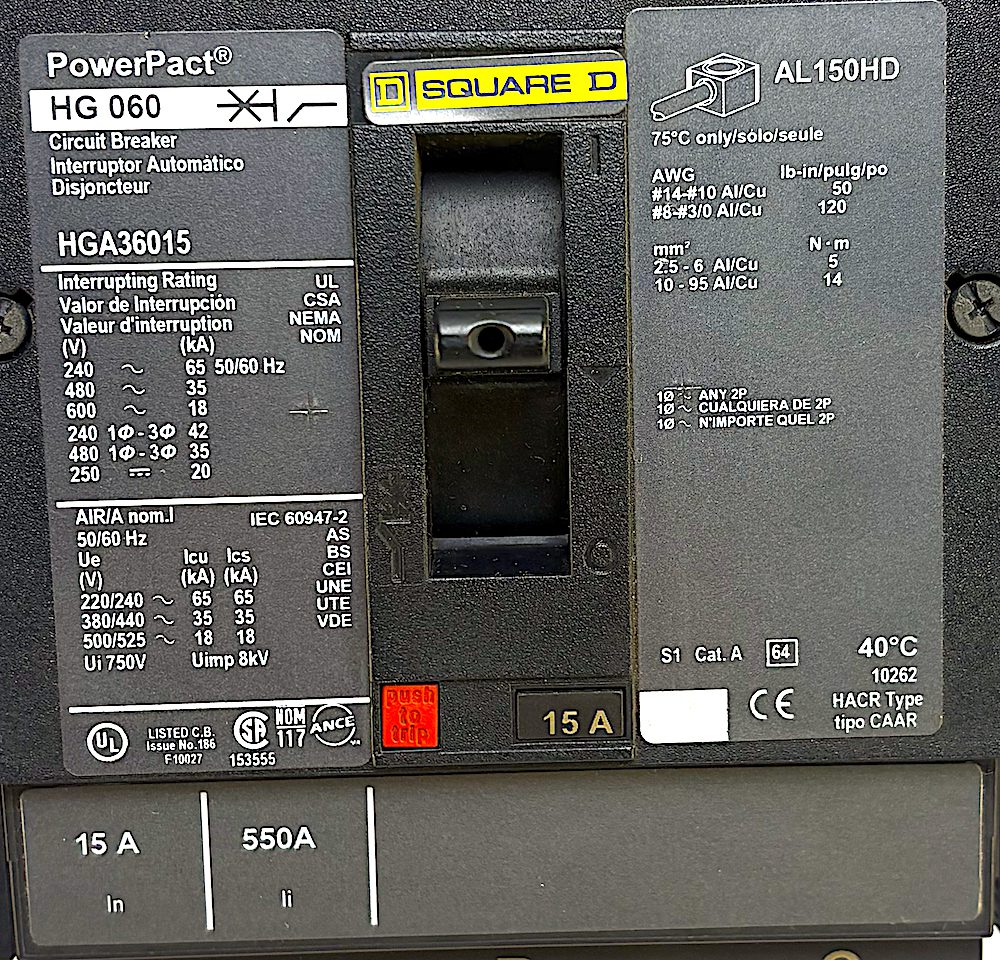 PowerPact®
HG 060
Circuit Breaker
Interruptor Automático
Disjoncteur
HGA36015
Interrupting Rating UL
Valor de Interrupción CSA
Valeur d'interruption NEMA
(V) (kA) NOM
240 ~ 65 50/60 Hz
480 ~ 35
600 ~ 18
240 1Φ - 3Φ 42
480 1Φ - 3Φ 35
250 ⎓ 20
AIR/A nom.I IEC 60947-2
50/60 Hz AS
Ue Icu Ics BS
(V) (kA) (kA) CEI
220/240 ~ 65 65 UNE
380/440 ~ 35 35 UTE
500/525 ~ 18 18 VDE
Ui 750V Uimp 8kV
UL
LISTED C.B.
Issue No.186
F10027
SA
153555
NOM
117
ANCE
D SQUARE D
I
O
push
to
trip
15 A
AL150HD
75°C only/sólo/seule
AWG lb-in/pulg/po
#14-#10 Al/Cu 50
#8-#3/0 Al/Cu 120
mm² N - m
2.5 - 6 Al/Cu 5
10 - 95 Al/Cu 14
1Ø ~ ANY 2P
1Ø ~ CUALQUIERA DE 2P
1Ø ~ N'IMPORTE QUEL 2P
S1 Cat. A 64 40°C
10262
CE HACR Type
tipo CAAR
15 A 550A
In Ii